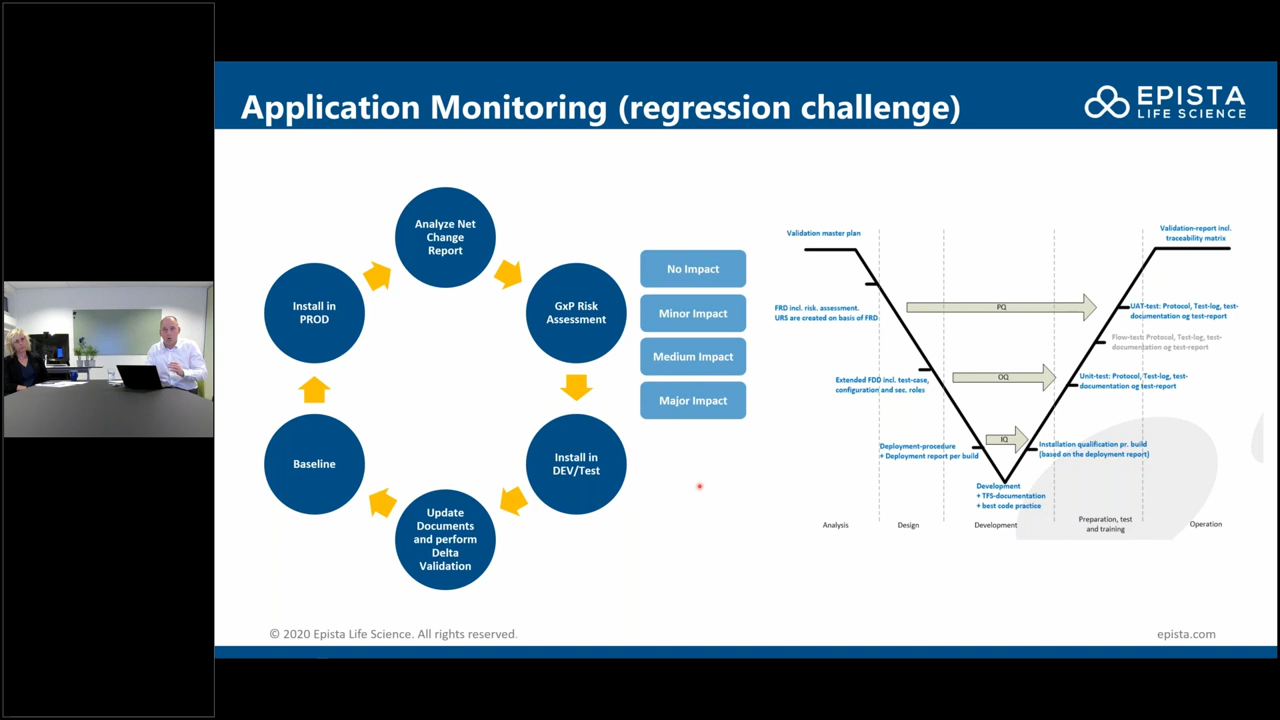 Application Monitoring (regression challenge)
EPISTA
LIFE SCIENCE
Analyze Net
Change
Report
GxP Risk
Assessment
Install in
DEV/Test
Update
Documents
and perform
Delta
Validation
Baseline
Install in
PROD
No Impact
Minor Impact
Medium Impact
Major Impact
Validation master plan
FRD incl. risk. assessment.
URS are created on basis of FRD
Extended FDD incl. test-case,
configuration and sec. roles
Deployment-procedure
+ Deployment report per build
Development
+ TFS-documentation
+ best code practice
PQ
OQ
IQ
Validation-report incl.
traceability matrix
UAT-test: Protocol, Test-log, test-
documentation og test-report
Flow-test: Protocol, Test-log, test-
documentation og test-report
Unit-test: Protocol, Test-log, test-
documentation og test-report
Installation qualification pr. build
(based on the deployment report)
Analysis
Design
Development
Preparation, test
and training
Operation
© 2020 Epista Life Science. All rights reserved.
epista.com